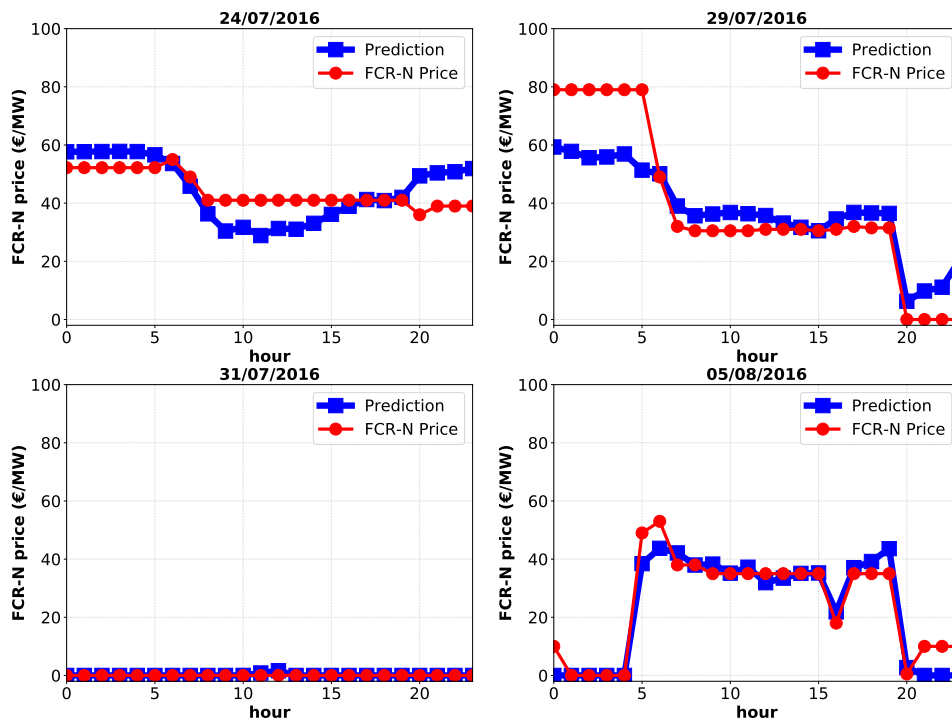 24/07/2016
FCR-N price (€/MW)
100
80
60
40
20
0
Prediction
FCR-N Price
0 5 10 15 20
hour
29/07/2016
FCR-N price (€/MW)
100
80
60
40
20
0
Prediction
FCR-N Price
0 5 10 15 20
hour
31/07/2016
FCR-N price (€/MW)
100
80
60
40
20
0
Prediction
FCR-N Price
0 5 10 15 20
hour
05/08/2016
FCR-N price (€/MW)
100
80
60
40
20
0
Prediction
FCR-N Price
0 5 10 15 20
hour